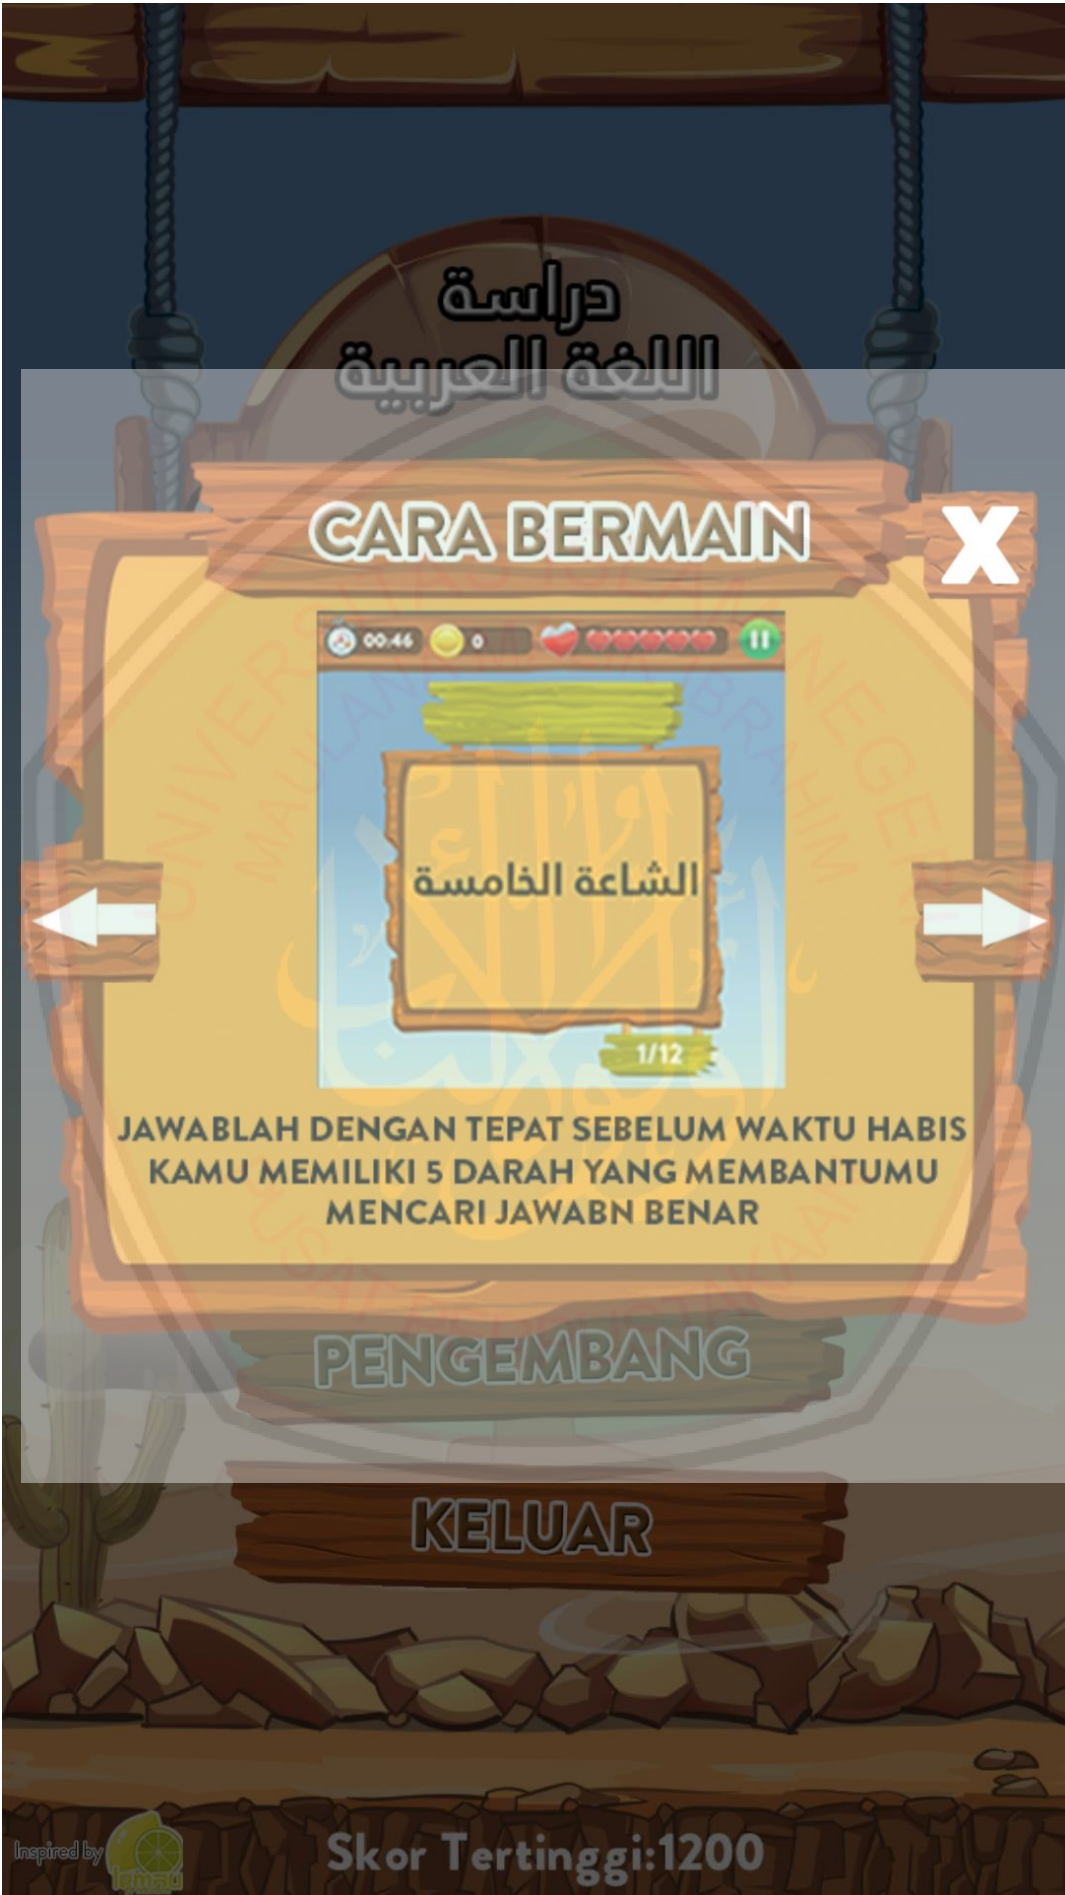 دراسة
اللغة العربية
CARA BERMAIN
X
00:46 0
الشاعة الخامسة
1/12
JAWABLAH DENGAN TEPAT SEBELUM WAKTU HABIS
KAMU MEMILIKI 5 DARAH YANG MEMBANTUMU
MENCARI JAWABN BENAR
PENGEMBANG
KELUAR
Inspired by
lemau
Skor Tertinggi:1200